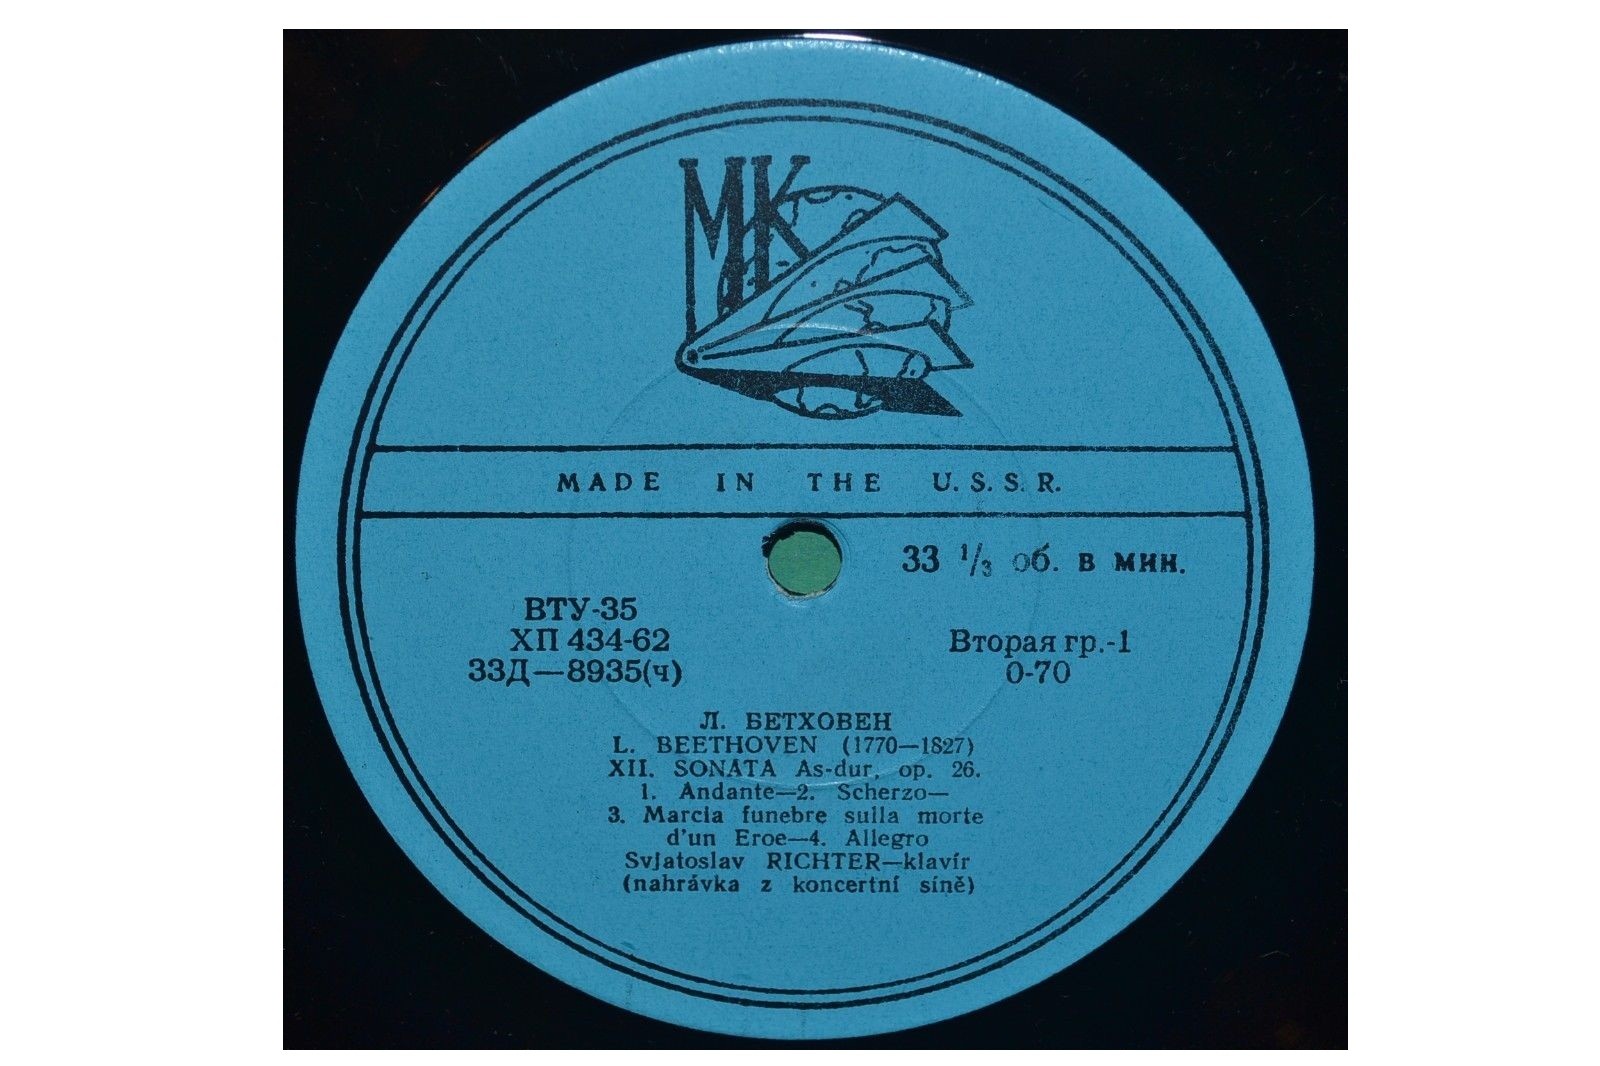 МК
MADE IN THE U.S.S.R.
33 1/3 об. в мин.
ВТУ-35
ХП 434-62
33Д—8935(ч)
Вторая гр.-1
0-70
Л. БЕТХОВЕН
L. BEETHOVEN (1770—1827)
XII. SONATA As-dur, op. 26.
1. Andante—2. Scherzo—
3. Marcia funebre sulla morte
d'un Eroe—4. Allegro
Svjatoslav RICHTER—klavír
(nahrávka z koncertní síně)